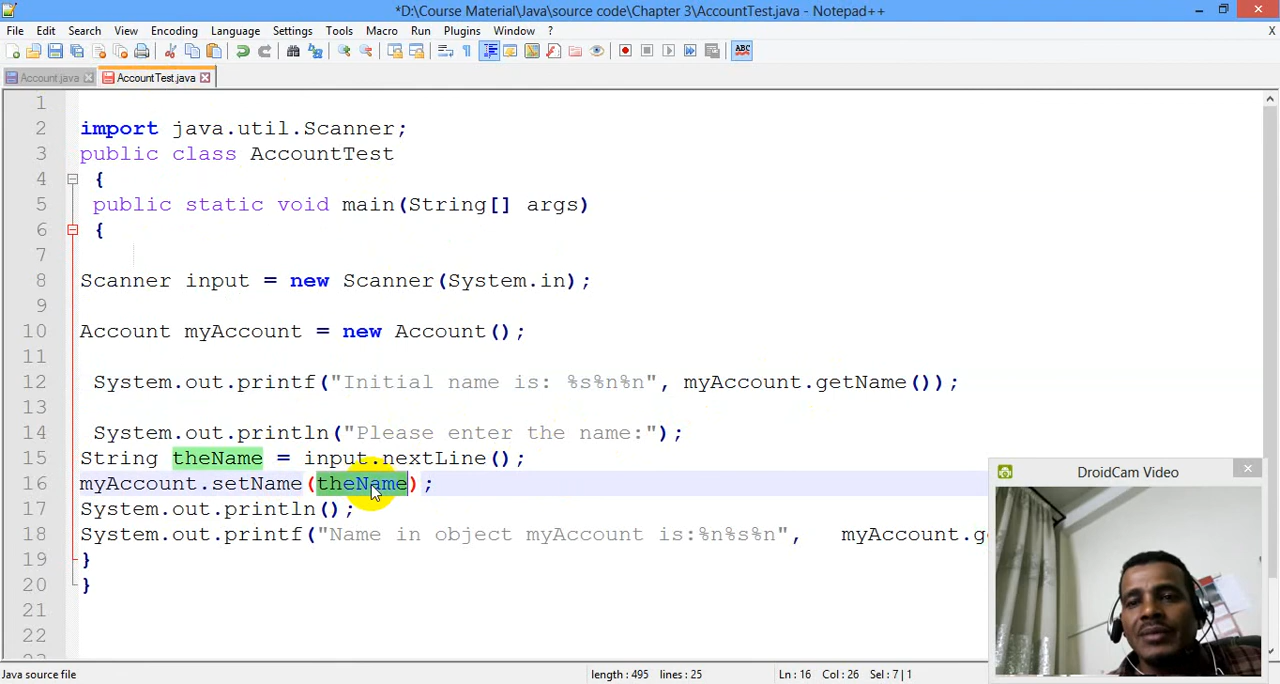 *D:\Course Material\Java\source code\Chapter 3\AccountTest.java - Notepad++
File Edit Search View Encoding Language Settings Tools Macro Run Plugins Window ? X
ABC
Account.java AccountTest.java
1
2 import java.util.Scanner;
3 public class AccountTest
4 {
5 public static void main(String[] args)
6 {
7
8 Scanner input = new Scanner(System.in);
9
10 Account myAccount = new Account();
11
12 System.out.printf("Initial name is: %s%n%n", myAccount.getName());
13
14 System.out.println("Please enter the name:");
15 String theName = input.nextLine();
16 myAccount.setName(theName);
17 System.out.println();
18 System.out.printf("Name in object myAccount is:%n%s%n", myAccount.g
19 }
20 }
21
22
DroidCam Video
Java source file length : 495 lines : 25 Ln : 16 Col : 26 Sel : 7 | 1